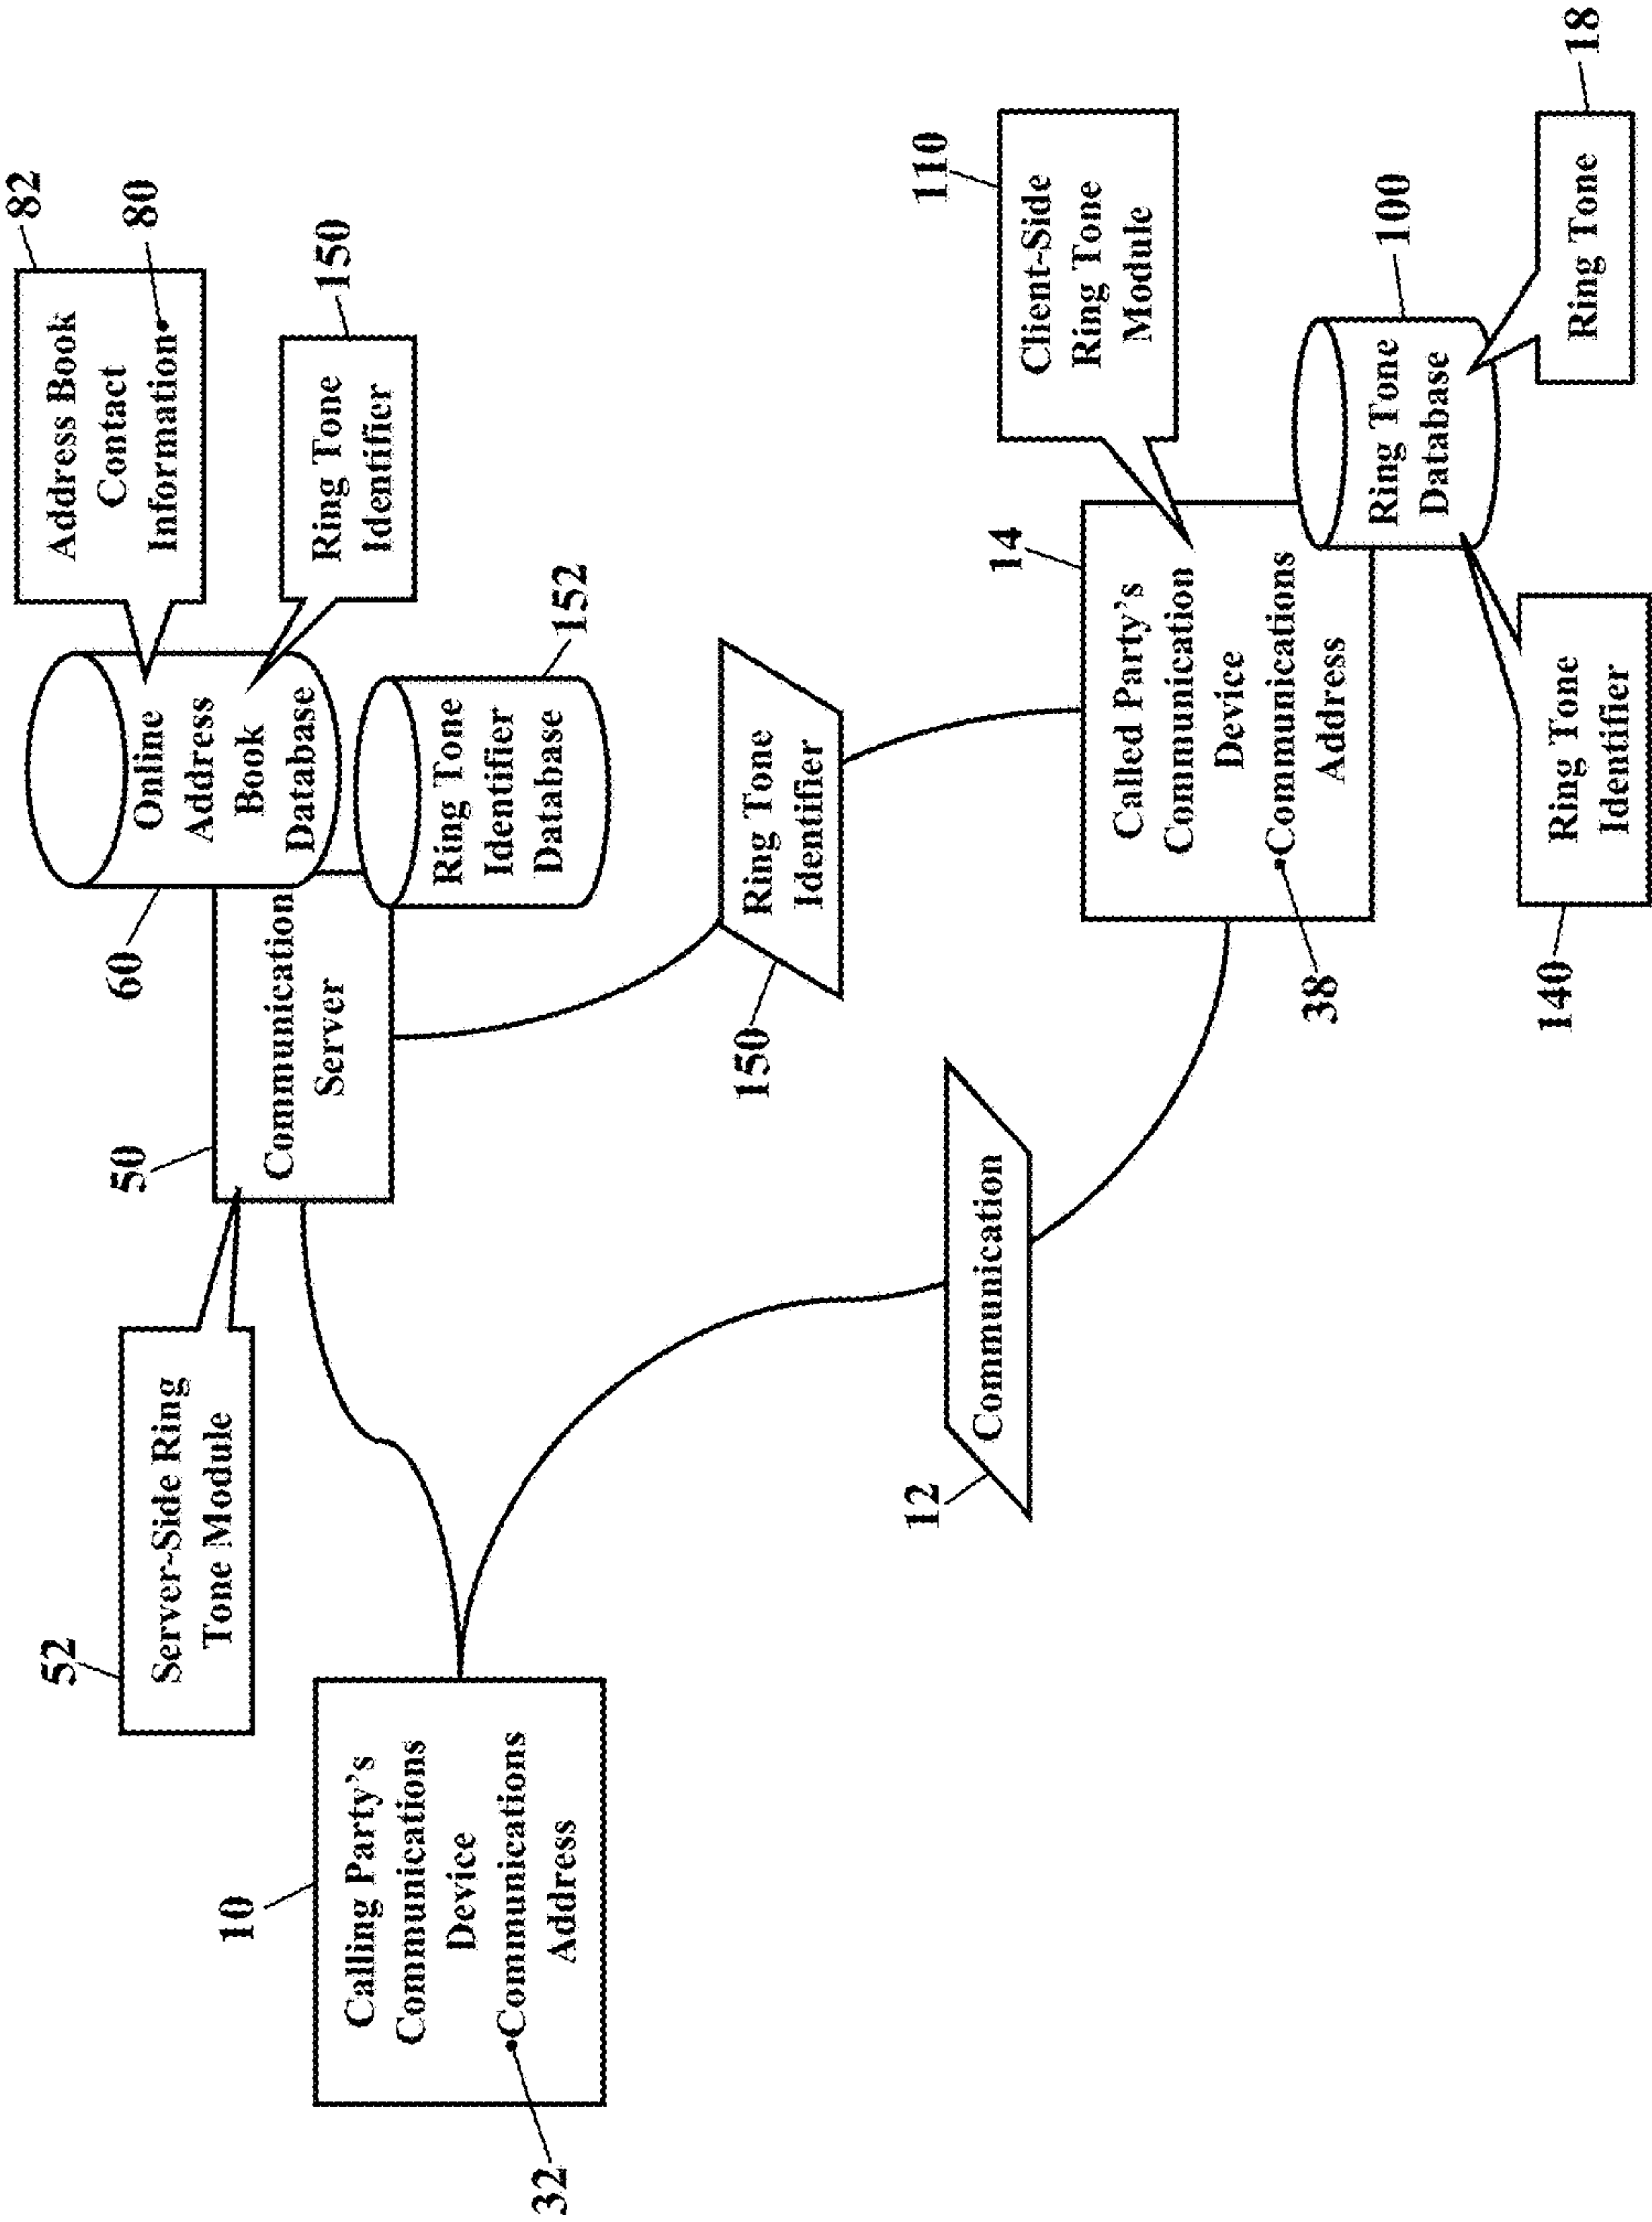 82
Address Book
Contact
Information
80
60
Online
Address
Book
Database
Ring Tone
Identifier
150
52
Server-Side Ring
Tone Module
50
Communication
Server
Ring Tone
Identifier
Database
152
10
Calling Party's
Communications
Device
Communications
Address
32
Ring Tone
Identifier
150
12
Communication
110
Client-Side
Ring Tone
Module
14
Called Party's
Communication
Device
Communications
Address
38
Ring Tone
Database
100
Ring Tone
Identifier
140
Ring Tone
18